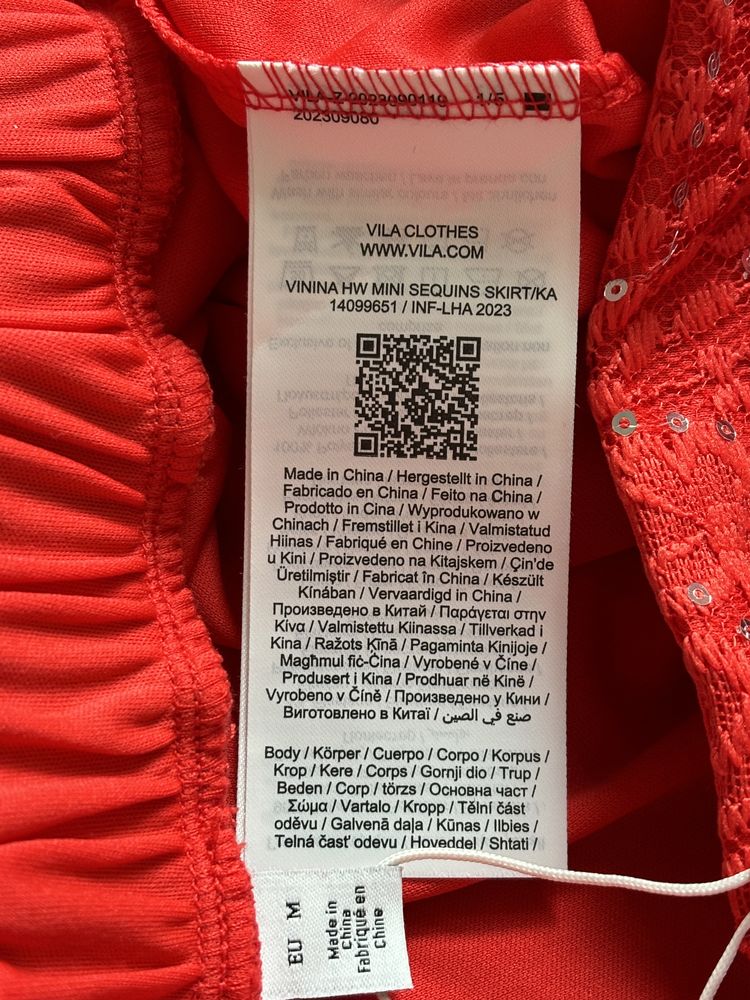 VILA-Z 0023090119 1/5
202309080
VILA CLOTHES
WWW.VILA.COM
VININA HW MINI SEQUINS SKIRT/KA
14099651 / INF-LHA 2023
Made in China / Hergestellt in China /
Fabricado en China / Feito na China /
Prodotto in Cina / Wyprodukowano w
Chinach / Fremstillet i Kina / Valmistatud
Hiinas / Fabriqué en Chine / Proizvedeno
u Kini / Proizvedeno na Kitajskem / Çin'de
Üretilmiştir / Fabricat în China / Készült
Kínában / Vervaardigd in China /
Произведено в Китай / Παράγεται στην
Κίνα / Valmistettu Kiinassa / Tillverkad i
Kina / Ražots Ķīnā / Pagaminta Kinijoje /
Magħmul fiċ-Ċina / Vyrobené v Číne /
Produsert i Kina / Prodhuar në Kinë /
Vyrobeno v Číně / Произведено у Кини /
Виготовлено в Китаї / صنع في الصين
Body / Körper / Cuerpo / Corpo / Korpus /
Krop / Kere / Corps / Gornji dio / Trup /
Beden / Corp / törzs / Основна част /
Σώμα / Vartalo / Kropp / Tělní část
oděvu / Galvenā daļa / Kūnas / Ilbies /
Telná časť odevu / Hoveddel / Shtati /
EU M
Made in
China
Fabriqué en
Chine